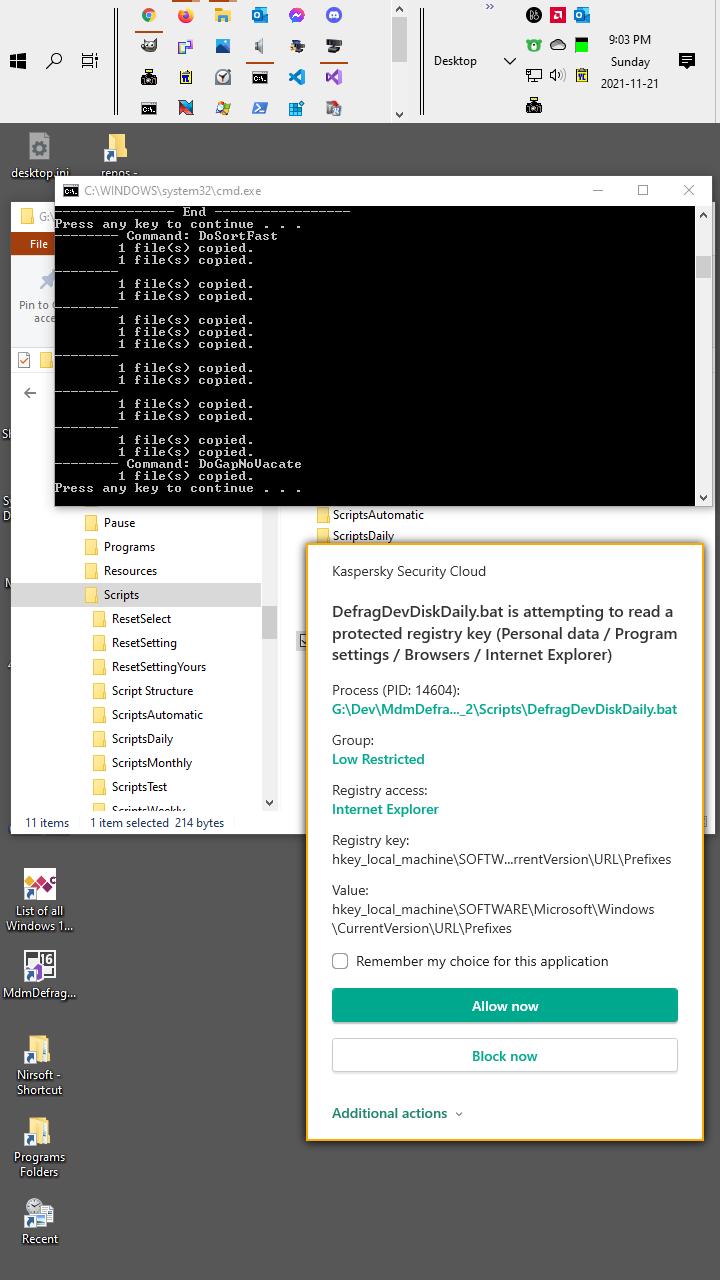 Desktop
9:03 PM
Sunday
2021-11-21
desktop.ini
repos -
C:\WINDOWS\system32\cmd.exe
G:\
File
Pin to
acce
--------------- End -----------------
Press any key to continue . . .
-------- Command: DoSortFast
1 file(s) copied.
1 file(s) copied.
--------
1 file(s) copied.
1 file(s) copied.
--------
1 file(s) copied.
1 file(s) copied.
1 file(s) copied.
--------
1 file(s) copied.
1 file(s) copied.
--------
1 file(s) copied.
1 file(s) copied.
--------
1 file(s) copied.
1 file(s) copied.
-------- Command: DoGapNoVacate
1 file(s) copied.
Press any key to continue . . .
Pause
Programs
Resources
Scripts
ResetSelect
ResetSetting
ResetSettingYours
Script Structure
ScriptsAutomatic
ScriptsDaily
ScriptsMonthly
ScriptsTest
ScriptsWeekly
ScriptsAutomatic
ScriptsDaily
11 items
1 item selected 214 bytes
Kaspersky Security Cloud
DefragDevDiskDaily.bat is attempting to read a
protected registry key (Personal data / Program
settings / Browsers / Internet Explorer)
Process (PID: 14604):
G:\Dev\MdmDefra..._2\Scripts\DefragDevDiskDaily.bat
Group:
Low Restricted
Registry access:
Internet Explorer
Registry key:
hkey_local_machine\SOFTW...rrentVersion\URL\Prefixes
Value:
hkey_local_machine\SOFTWARE\Microsoft\Windows
\CurrentVersion\URL\Prefixes
Remember my choice for this application
Allow now
Block now
Additional actions
List of all
Windows 1...
16
MdmDefrag...
Nirsoft -
Shortcut
Programs
Folders
Recent